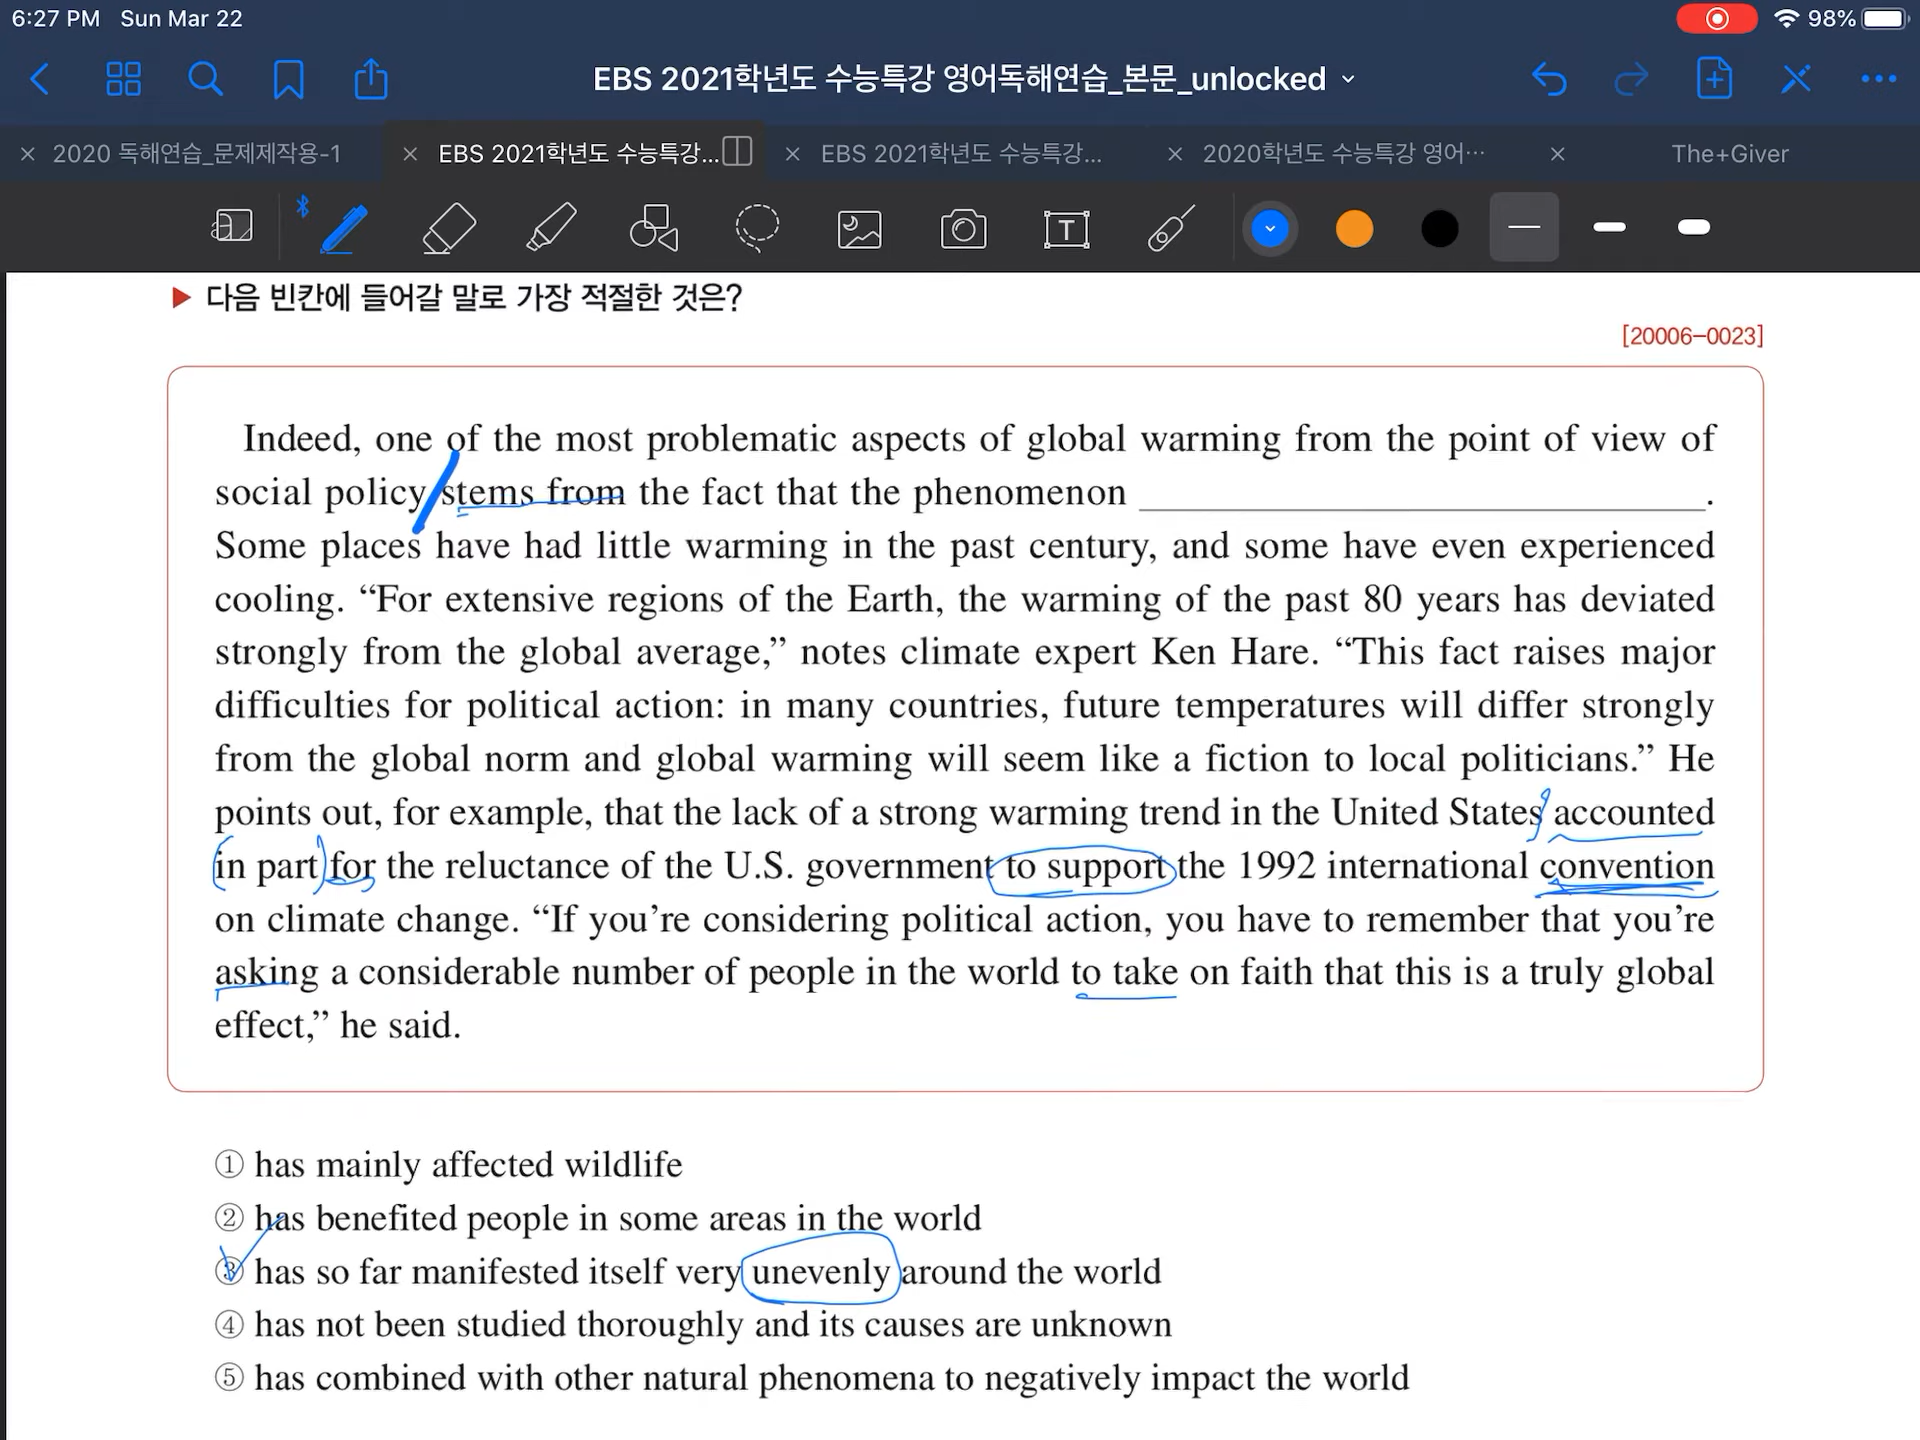 6:27 PM Sun Mar 22
98%
EBS 2021학년도 수능특강 영어독해연습_본문_unlocked
2020 독해연습_문제제작용-1
EBS 2021학년도 수능특강...
EBS 2021학년도 수능특강...
2020학년도 수능특강 영어...
The+Giver
T
▶ 다음 빈칸에 들어갈 말로 가장 적절한 것은?
[20006-0023]
Indeed, one of the most problematic aspects of global warming from the point of view of
social policy stems from the fact that the phenomenon ______________________________.
Some places have had little warming in the past century, and some have even experienced
cooling. “For extensive regions of the Earth, the warming of the past 80 years has deviated
strongly from the global average,” notes climate expert Ken Hare. “This fact raises major
difficulties for political action: in many countries, future temperatures will differ strongly
from the global norm and global warming will seem like a fiction to local politicians.” He
points out, for example, that the lack of a strong warming trend in the United States accounted
in part for the reluctance of the U.S. government to support the 1992 international convention
on climate change. “If you’re considering political action, you have to remember that you’re
asking a considerable number of people in the world to take on faith that this is a truly global
effect,” he said.
① has mainly affected wildlife
② has benefited people in some areas in the world
③ has so far manifested itself very unevenly around the world
④ has not been studied thoroughly and its causes are unknown
⑤ has combined with other natural phenomena to negatively impact the world